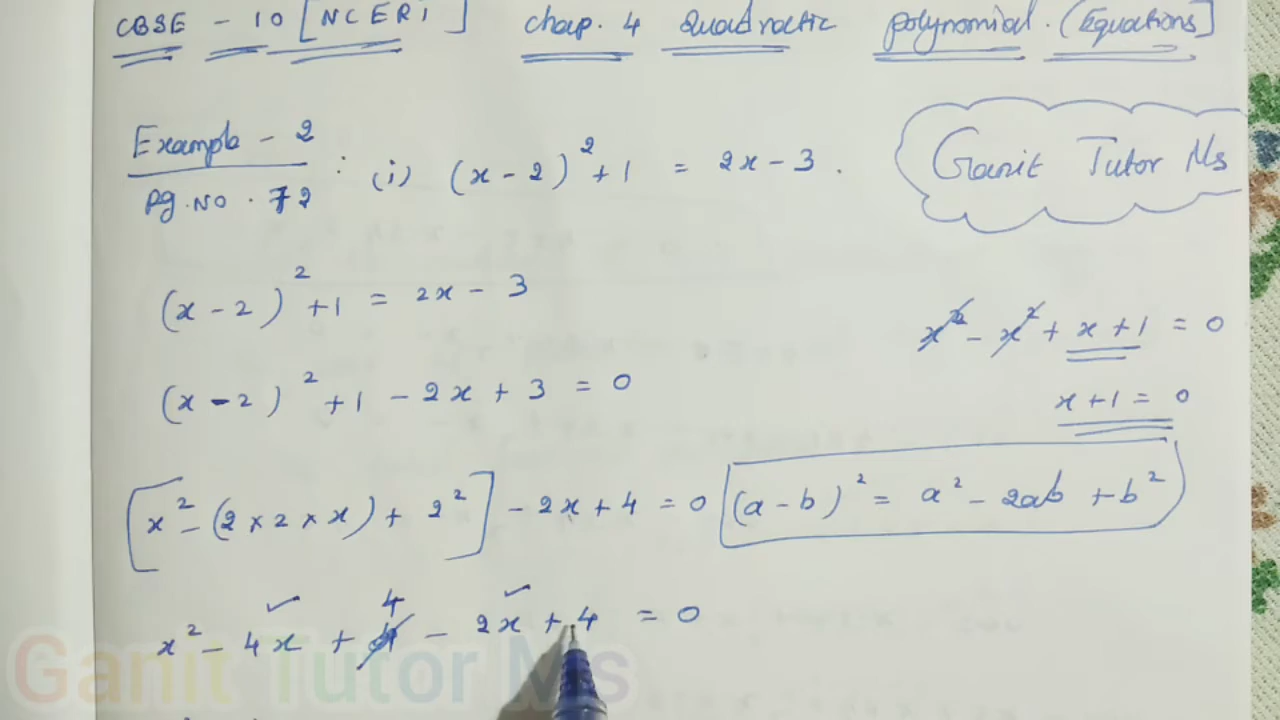 CBSE - 10 [NCERT] chap. 4 Quadractic polynomial. (Equations]
Example - 2
Pg.No. 72 : (i) (x - 2)² + 1 = 2x - 3.
Ganit Tutor Ms
(x - 2)² + 1 = 2x - 3
x² - x² + x + 1 = 0
(x - 2)² + 1 - 2x + 3 = 0
x + 1 = 0
[x² - (2 × 2 × x) + 2²] - 2x + 4 = 0
(a - b)² = a² - 2ab + b²
4
x² - 4x + 4 - 2x + 4 = 0
Ganit Tutor Ms